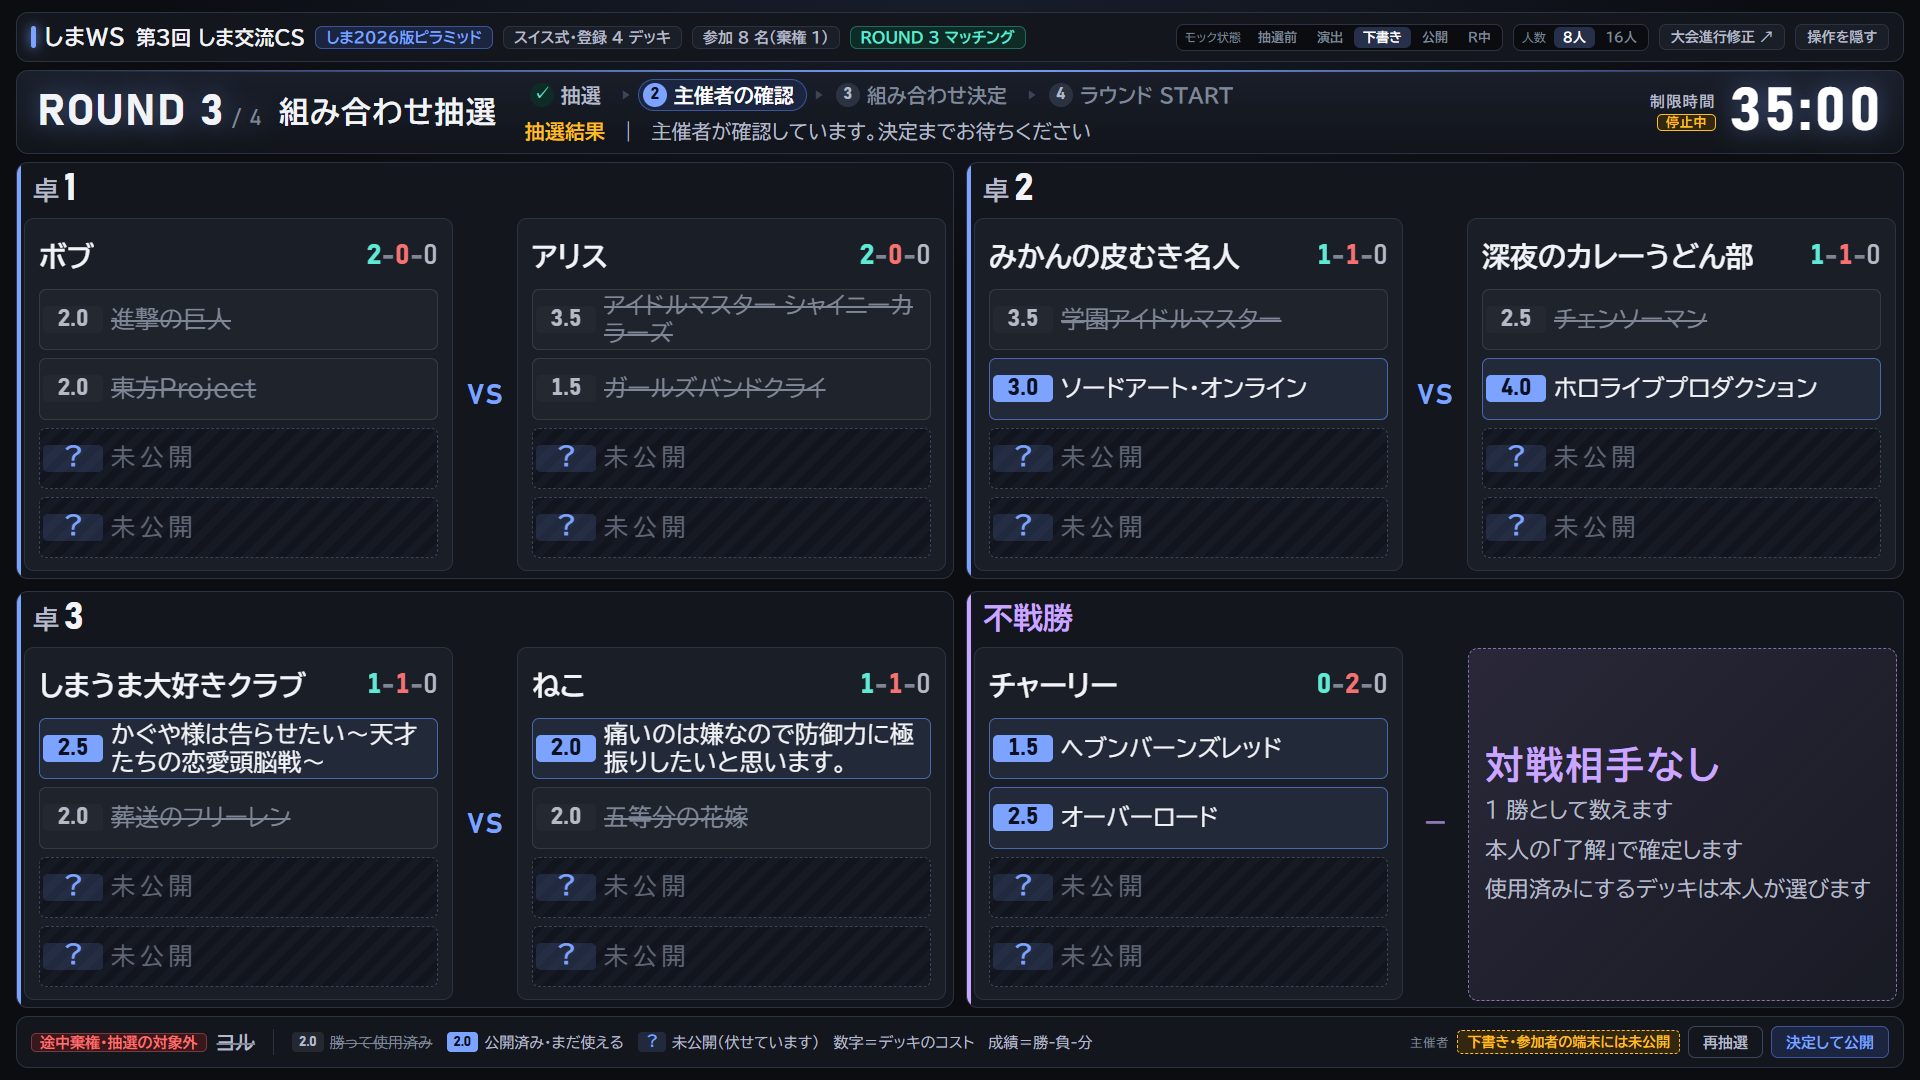 しまWS 第3回 しま交流CS しま2026版ピラミッド スイス式・登録 4 デッキ 参加 8 名(棄権 1) ROUND 3 マッチング モック状態 抽選前 演出 下書き 公開 R中 人数 8人 16人 大会進行修正 ↗ 操作を隠す
ROUND 3 / 4 組み合わせ抽選
✓ 抽選 ▸ 2 主催者の確認 ▸ 3 組み合わせ決定 ▸ 4 ラウンド START
抽選結果 | 主催者が確認しています。決定までお待ちください
制限時間
停止中
35:00
卓 1
ボブ 2-0-0
2.0 進撃の巨人
2.0 東方Project
? 未公開
? 未公開
VS
アリス 2-0-0
3.5 アイドルマスター シャイニーカ
ラーズ
1.5 ガールズバンドクライ
? 未公開
? 未公開
卓 2
みかんの皮むき名人 1-1-0
3.5 学園アイドルマスター
3.0 ソードアート・オンライン
? 未公開
? 未公開
VS
深夜のカレーうどん部 1-1-0
2.5 チェンソーマン
4.0 ホロライブプロダクション
? 未公開
? 未公開
卓 3
しまうま大好きクラブ 1-1-0
2.5 かぐや様は告らせたい〜天才
たちの恋愛頭脳戦〜
2.0 葬送のフリーレン
? 未公開
? 未公開
VS
ねこ 1-1-0
2.0 痛いのは嫌なので防御力に極
振りしたいと思います。
2.0 五等分の花嫁
? 未公開
? 未公開
不戦勝
チャーリー 0-2-0
1.5 ヘブンバーンズレッド
2.5 オーバーロード
? 未公開
? 未公開
—
対戦相手なし
1 勝として数えます
本人の「了解」で確定します
使用済みにするデッキは本人が選びます
途中棄権・抽選の対象外 ヨル 2.0 勝って使用済み 2.0 公開済み・まだ使える ? 未公開(伏せています) 数字=デッキのコスト 成績=勝-負-分 主催者 下書き・参加者の端末には未公開 再抽選 決定して公開